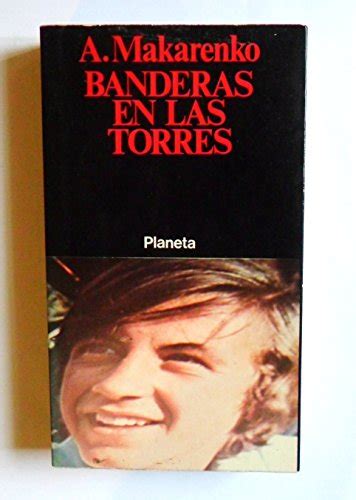 A. Makarenko
BANDERAS
EN LAS
TORRES
Planeta